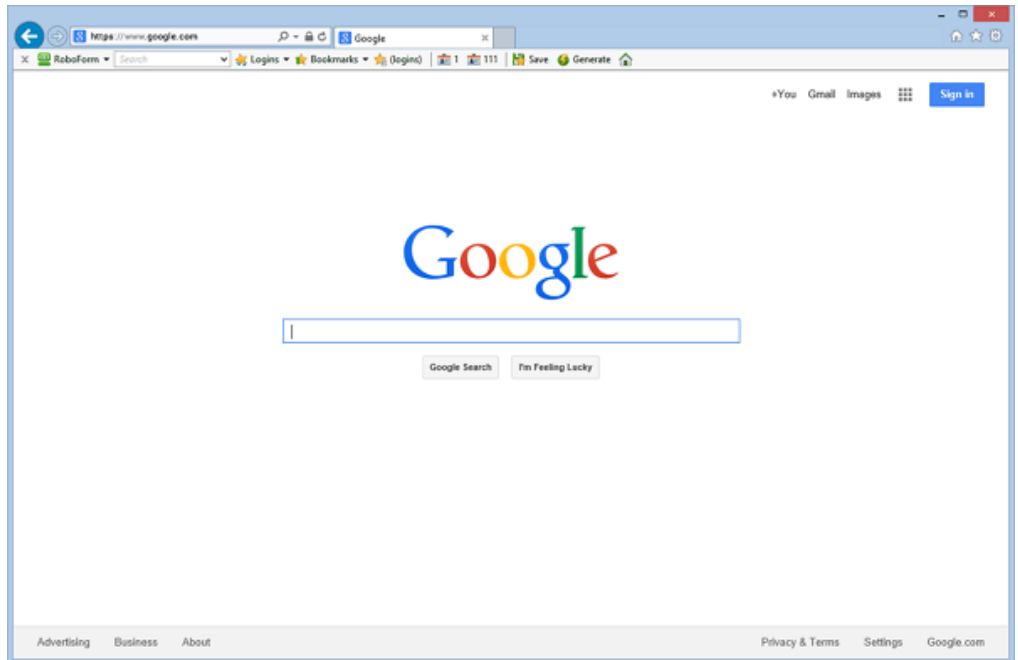 https://www.google.com
Google
RoboForm Search Logins Bookmarks (logins) 1 111 Save Generate
+You Gmail Images Sign in
Google
Google Search I'm Feeling Lucky
Advertising Business About Privacy & Terms Settings Google.com